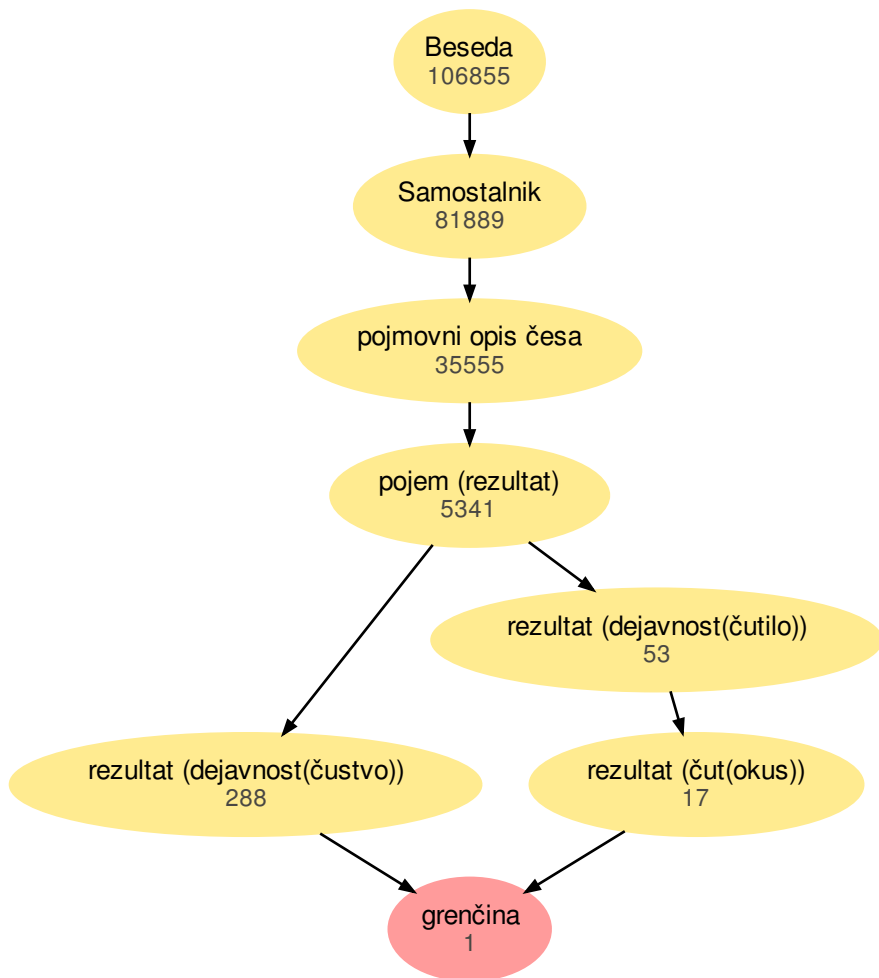 Beseda
106855
Samostalnik
81889
pojmovni opis česa
35555
pojem (rezultat)
5341
rezultat (dejavnost(čutilo))
53
rezultat (dejavnost(čustvo))
288
rezultat (čut(okus))
17
grenčina
1